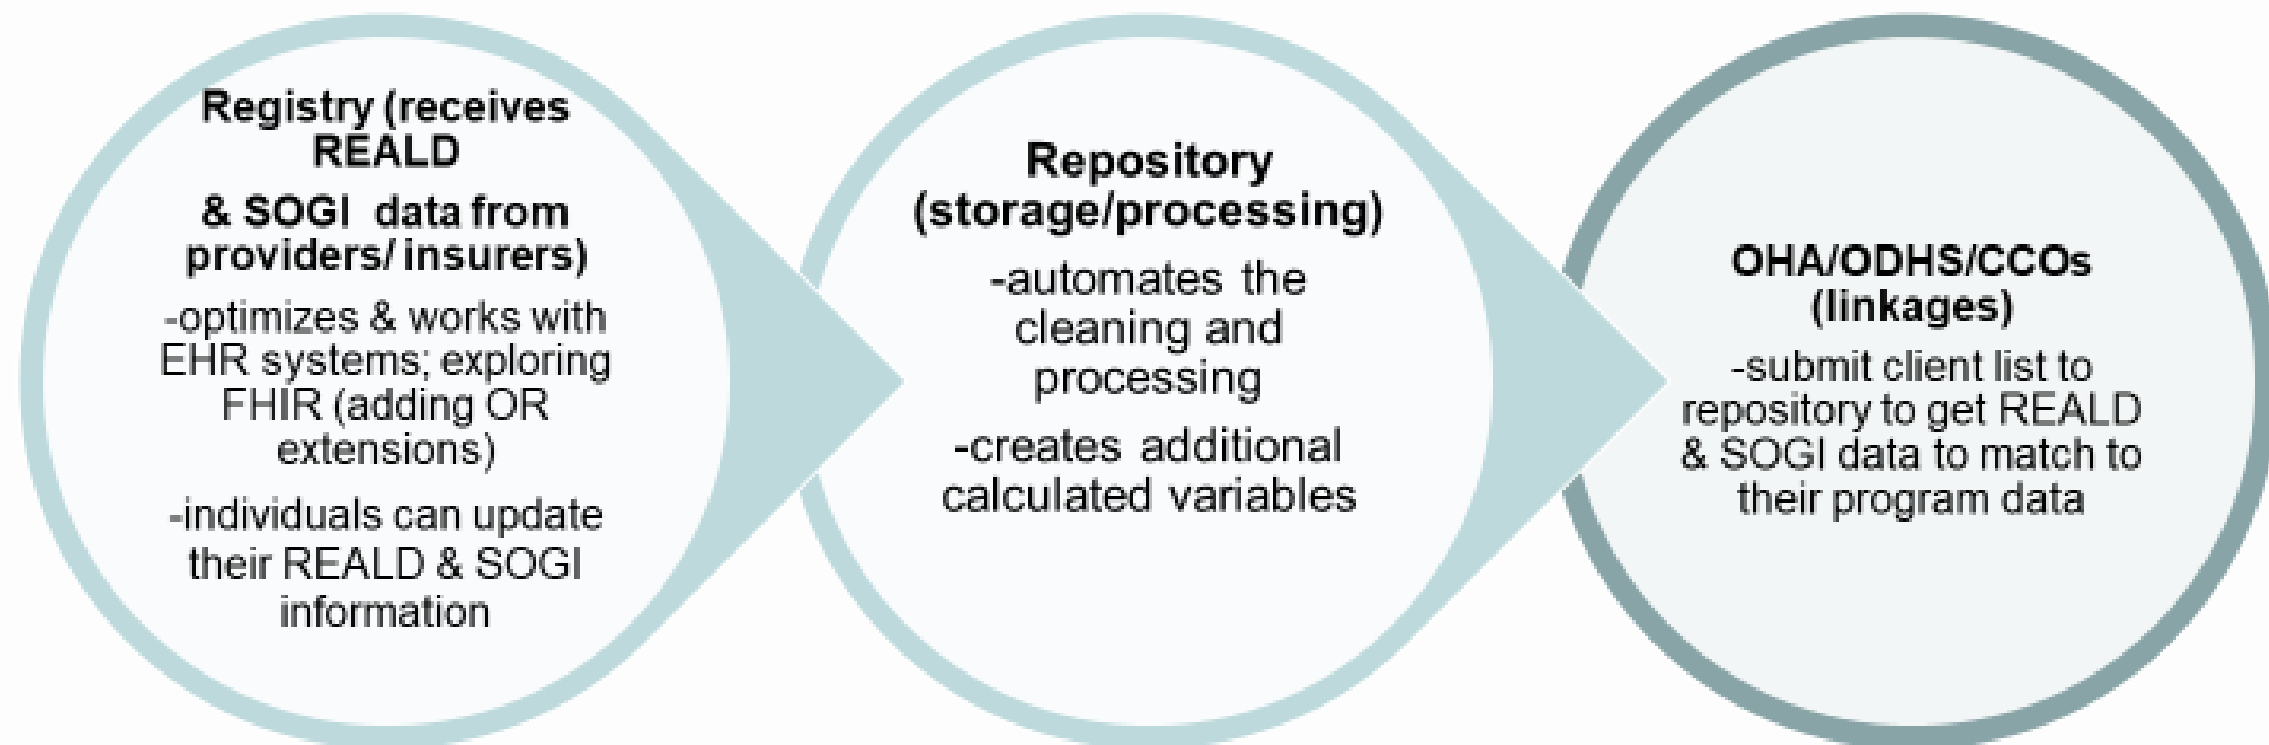 Registry (receives
REALD
& SOGI data from
providers/ insurers)
-optimizes & works with
EHR systems; exploring
FHIR (adding OR
extensions)
-individuals can update
their REALD & SOGI
information
Repository
(storage/processing)
-automates the
cleaning and
processing
-creates additional
calculated variables
OHA/ODHS/CCOs
(linkages)
-submit client list to
repository to get REALD
& SOGI data to match to
their program data